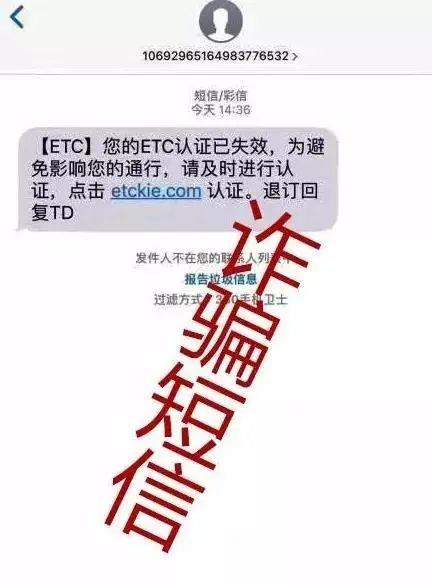 10692965164983776532 >
短信/彩信
今天 14:36
【ETC】您的ETC认证已失效，为避
免影响您的通行，请及时进行认
证，点击 etckie.com 认证。退订回
复TD
发件人不在您的联系人列表中
报告垃圾信息
过滤方式：360手机卫士
诈骗短信